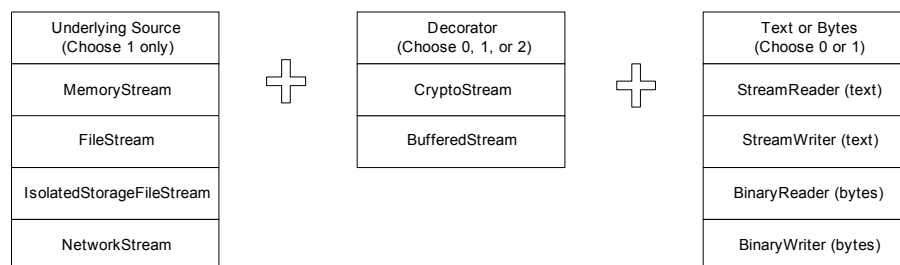 Underlying Source
(Choose 1 only)
MemoryStream
FileStream
IsolatedStorageFileStream
NetworkStream
Decorator
(Choose 0, 1, or 2)
CryptoStream
BufferedStream
Text or Bytes
(Choose 0 or 1)
StreamReader (text)
StreamWriter (text)
BinaryReader (bytes)
BinaryWriter (bytes)